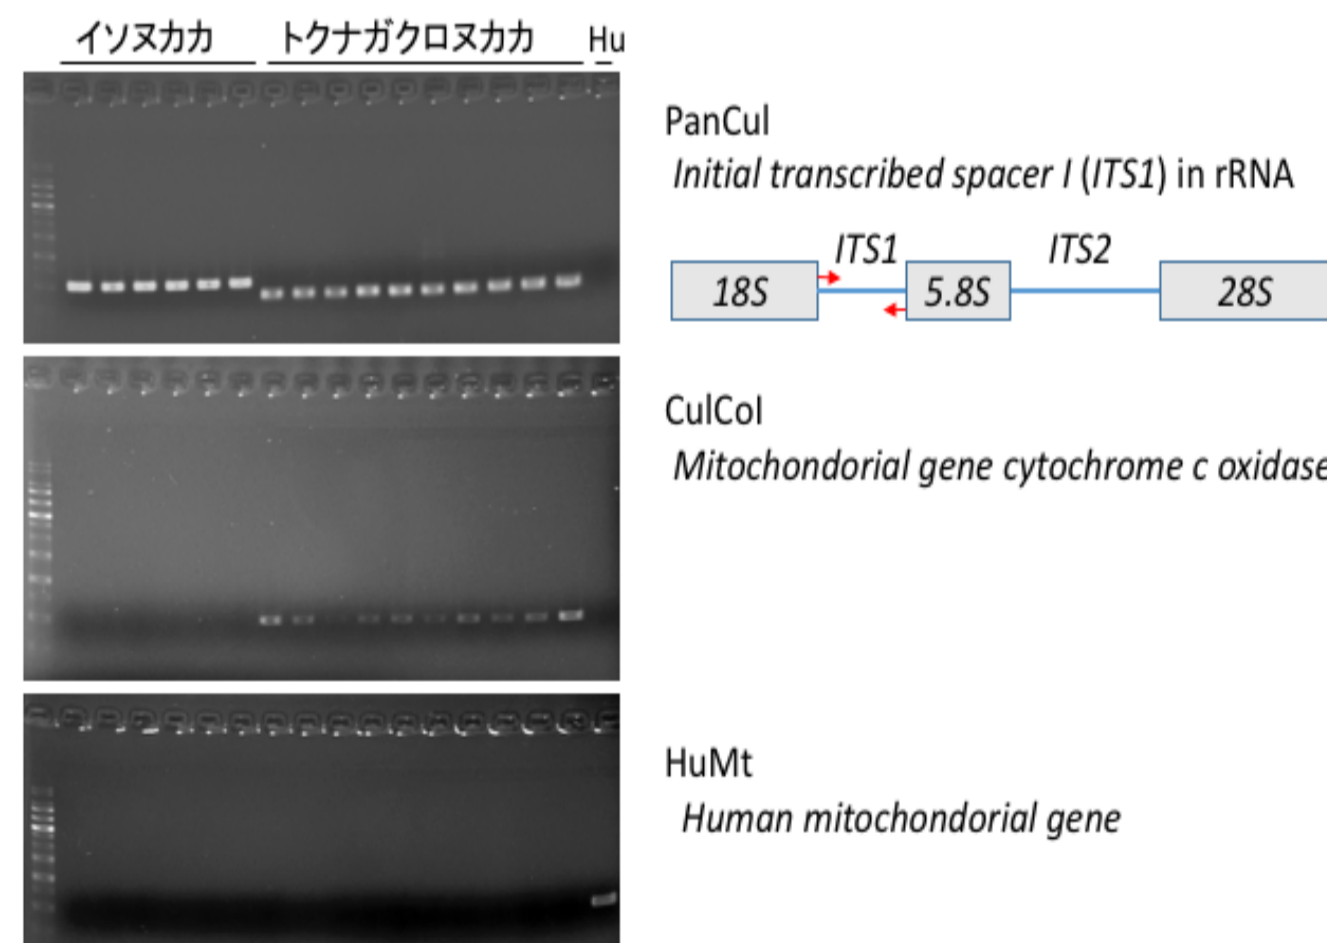 イソヌカカ トクナガクロヌカカ Hu
PanCul
Initial transcribed spacer I (ITS1) in rRNA
ITS1 ITS2
18S 5.8S 28S
CulCoI
Mitochondorial gene cytochrome c oxidase
HuMt
Human mitochondorial gene